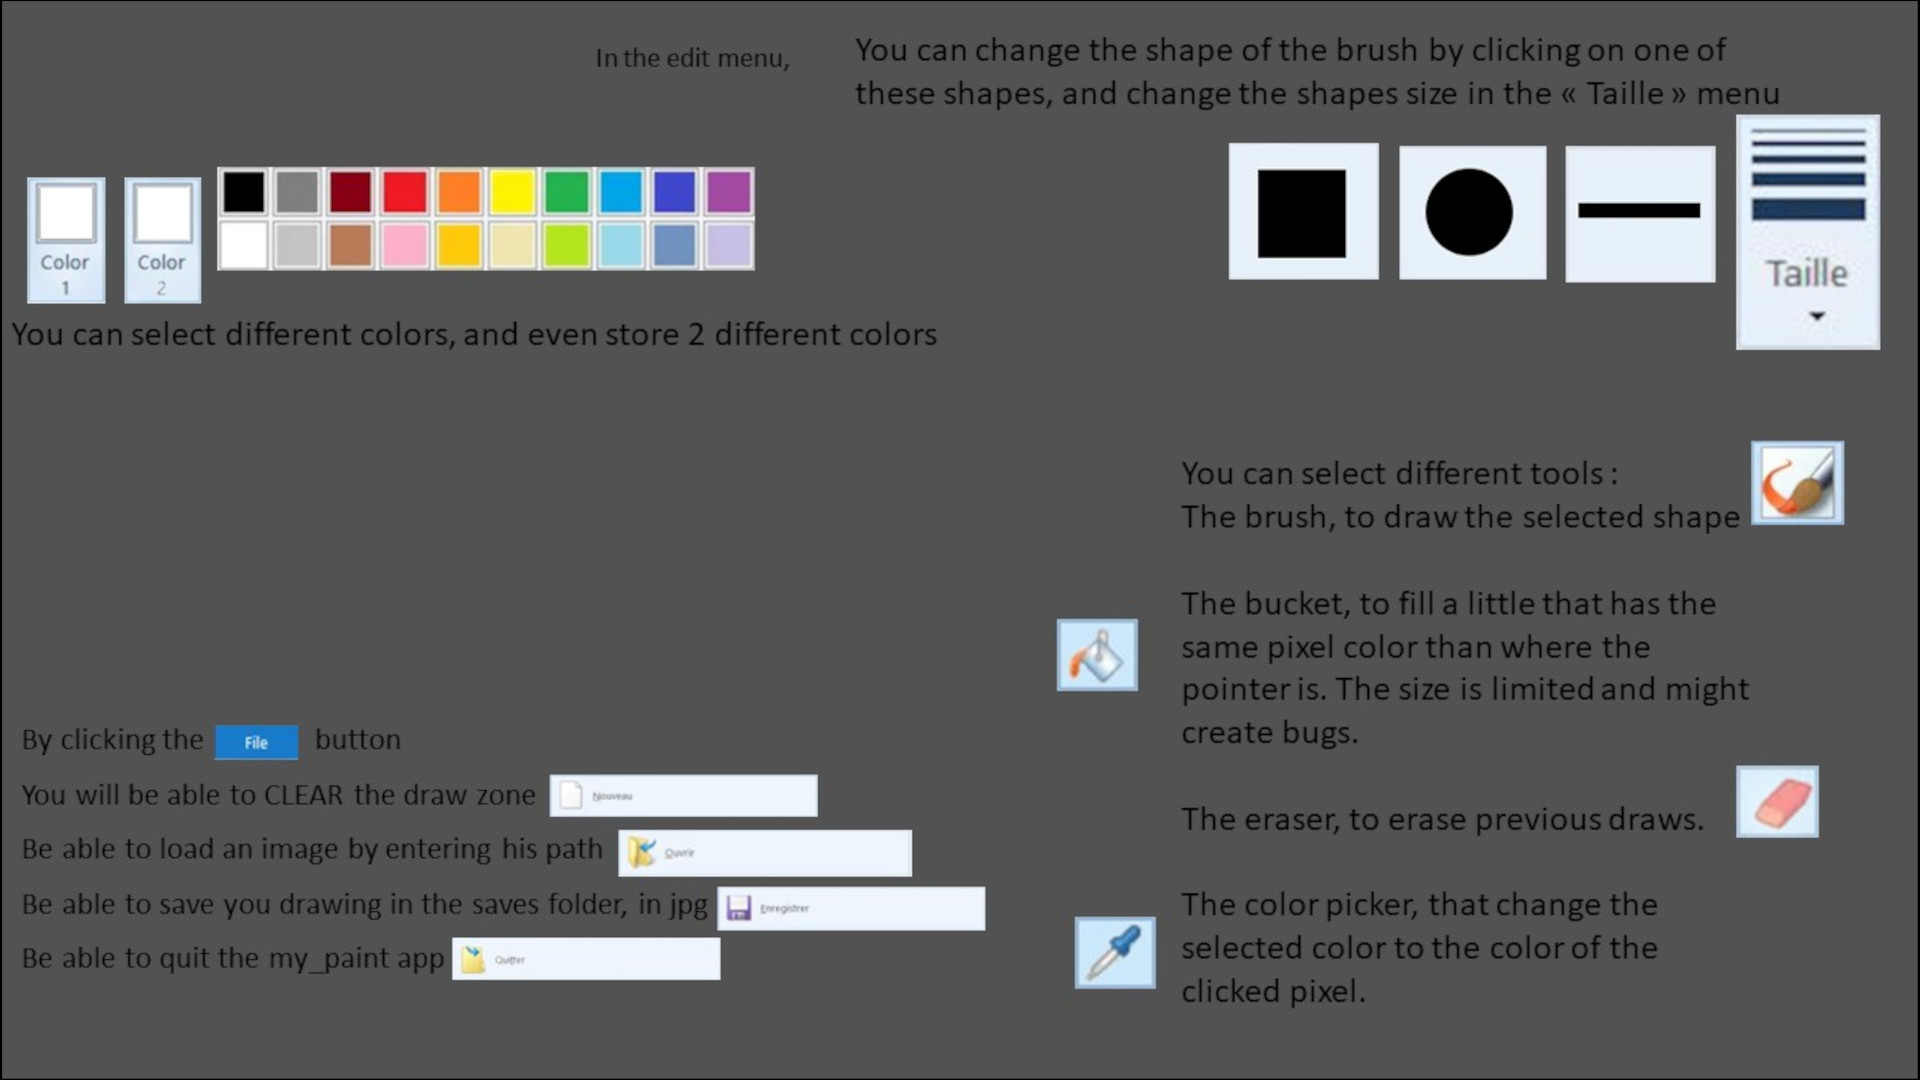 In the edit menu,
You can change the shape of the brush by clicking on one of
these shapes, and change the shapes size in the « Taille » menu
Color
1
Color
2
Taille
You can select different colors, and even store 2 different colors
You can select different tools :
The brush, to draw the selected shape
The bucket, to fill a little that has the
same pixel color than where the
pointer is. The size is limited and might
create bugs.
The eraser, to erase previous draws.
The color picker, that change the
selected color to the color of the
clicked pixel.
By clicking the File button
You will be able to CLEAR the draw zone Nouveau
Be able to load an image by entering his path Ouvrir
Be able to save you drawing in the saves folder, in jpg Enregistrer
Be able to quit the my_paint app Quitter